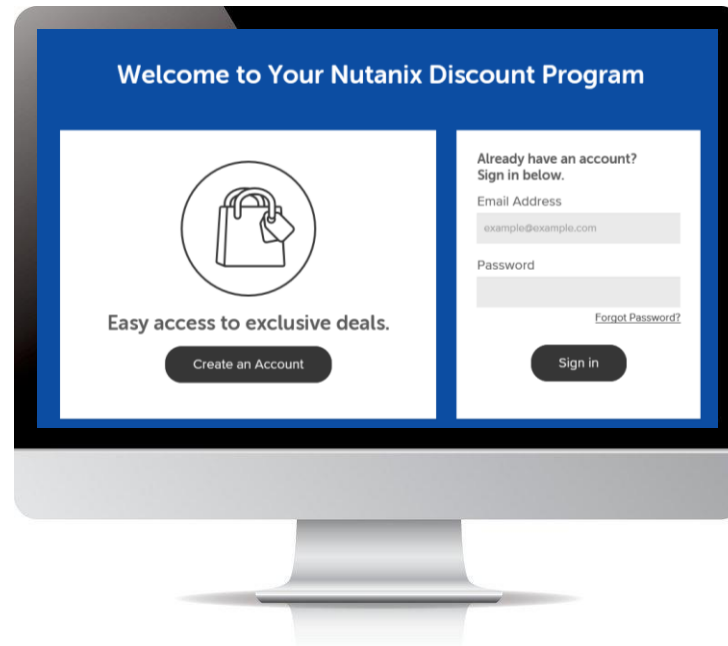 Welcome to Your Nutanix Discount Program
Easy access to exclusive deals.
Create an Account
Already have an account?
Sign in below.
Email Address
example@example.com
Password
Forgot Password?
Sign in